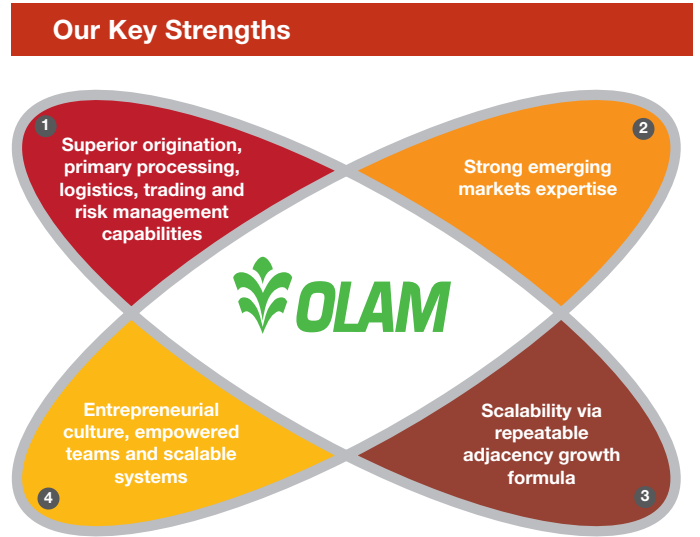 Our Key Strengths
1
Superior origination,
primary processing,
logistics, trading and
risk management
capabilities
2
Strong emerging
markets expertise
OLAM
Entrepreneurial
culture, empowered
teams and scalable
systems
4
Scalability via
repeatable
adjacency growth
formula
3